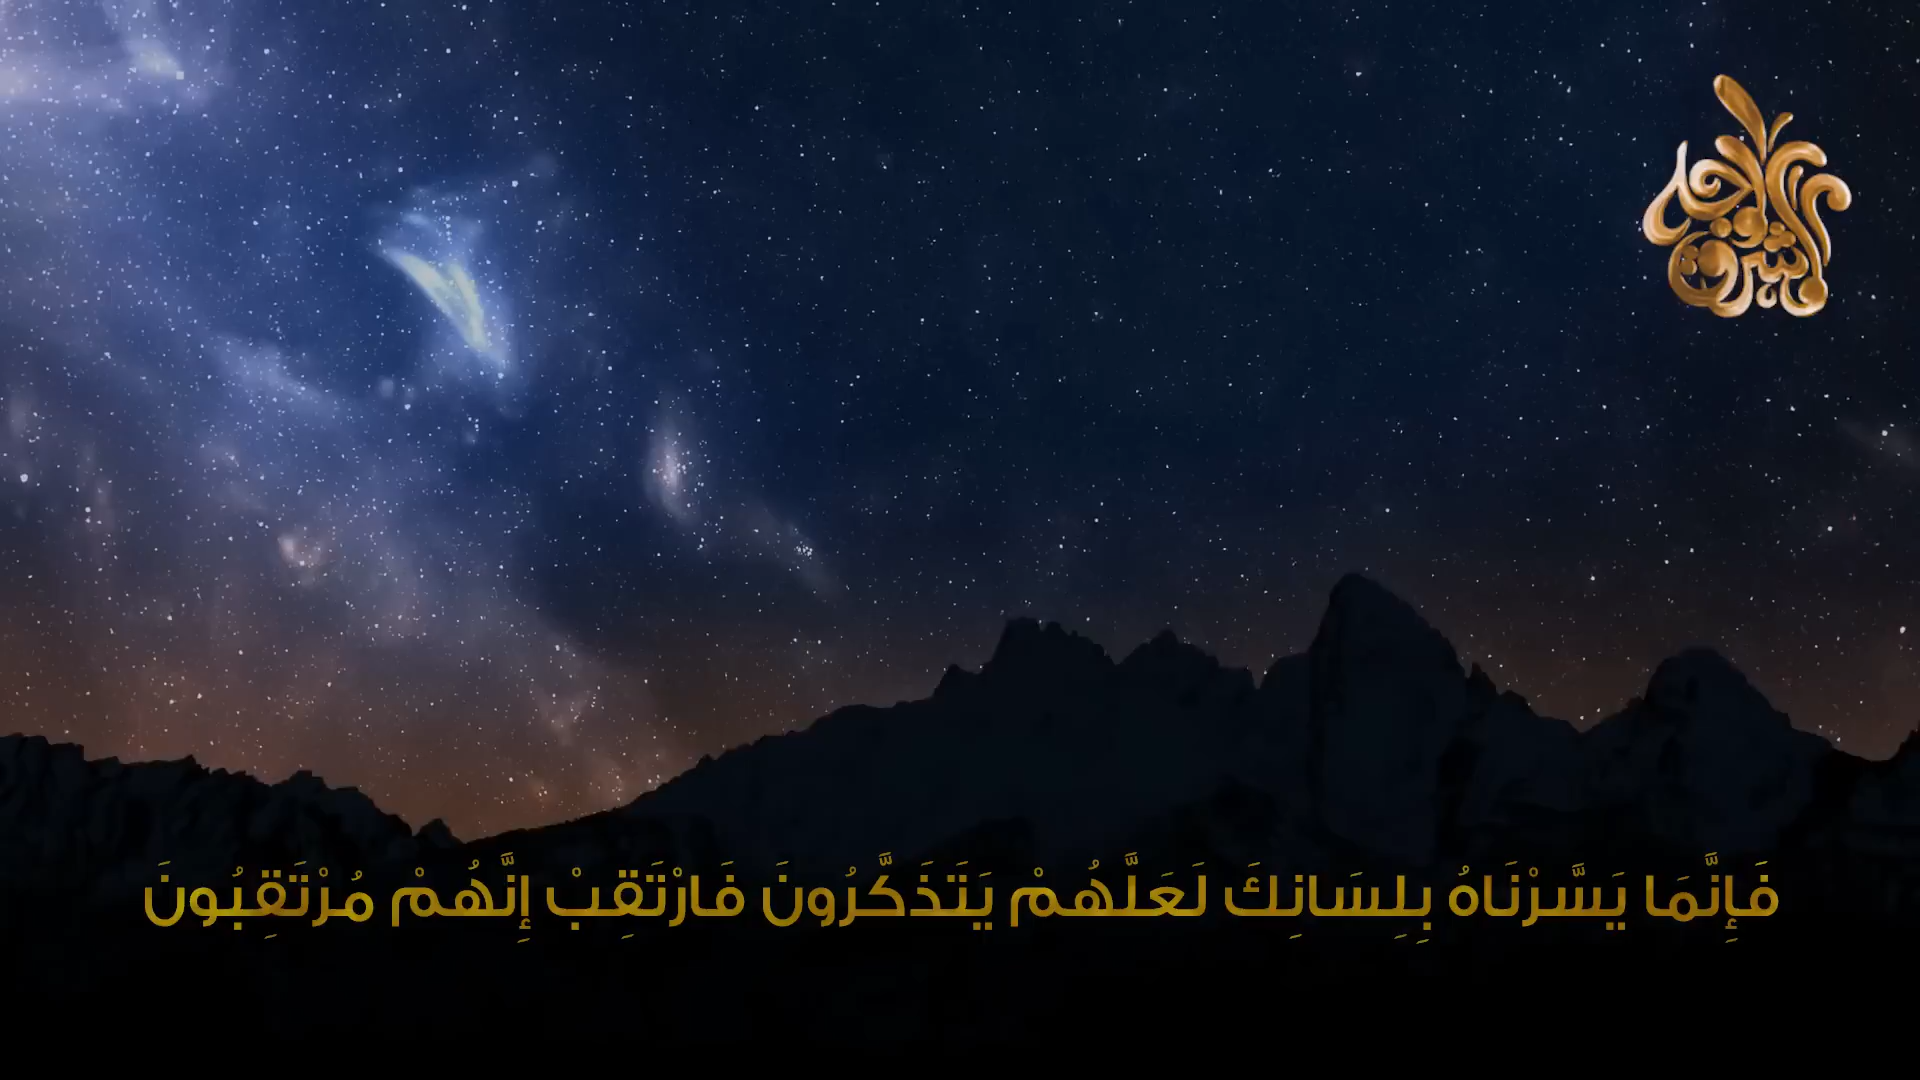 فَإِنَّمَا يَسَّرْنَاهُ بِلِسَانِكَ لَعَلَّهُمْ يَتَذَكَّرُونَ فَارْتَقِبْ إِنَّهُمْ مُرْتَقِبُونَ